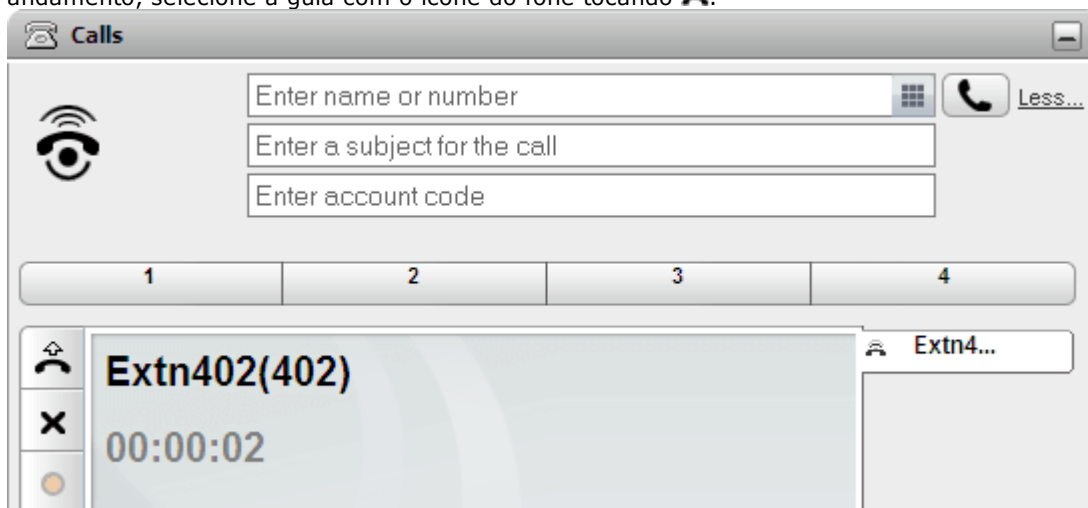 andamento, selecione a guia com o ícone do fone tocando
Calls
Enter name or number
Less...
Enter a subject for the call
Enter account code
1 2 3 4
Extn402(402)
Extn4...
00:00:02